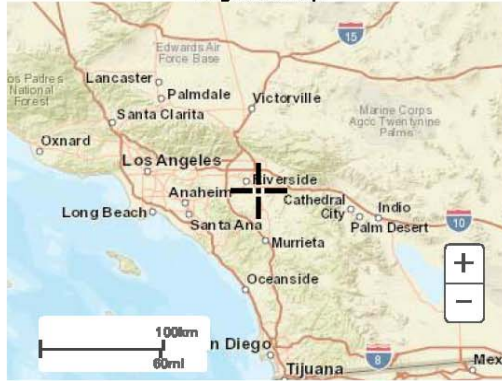 15
Edwards Air
Force Base
os Padres
National
Forest
Lancaster
Palmdale
Victorville
Santa Clarita
Marine Corps
Agcc Twentynine
Palms
Oxnard
Los Angeles
Riverside
Anaheim
Cathedral
City
Indio
Long Beach
Santa Ana
Palm Desert
10
Murrieta
+
Oceanside
−
100km
60mi
n Diego
8
Mex
Tijuana